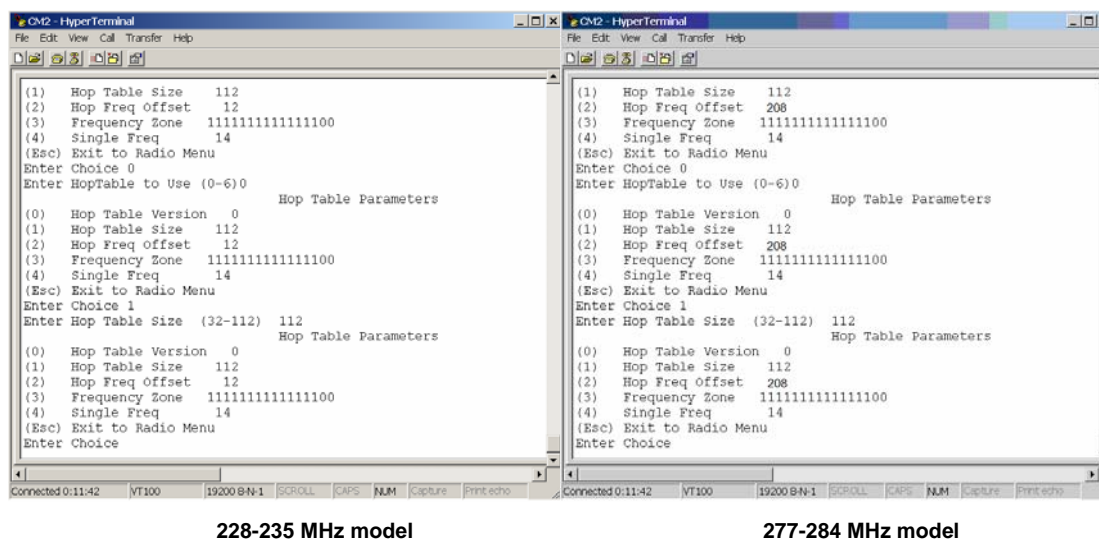 CM2 - HyperTerminal
File Edit View Call Transfer Help
(1) Hop Table Size 112
(2) Hop Freq Offset 12
(3) Frequency Zone 1111111111111100
(4) Single Freq 14
(Esc) Exit to Radio Menu
Enter Choice 0
Enter HopTable to Use (0-6)0
Hop Table Parameters
(0) Hop Table Version 0
(1) Hop Table Size 112
(2) Hop Freq Offset 12
(3) Frequency Zone 1111111111111100
(4) Single Freq 14
(Esc) Exit to Radio Menu
Enter Choice 1
Enter Hop Table Size (32-112) 112
Hop Table Parameters
(0) Hop Table Version 0
(1) Hop Table Size 112
(2) Hop Freq Offset 12
(3) Frequency Zone 1111111111111100
(4) Single Freq 14
(Esc) Exit to Radio Menu
Enter Choice
Connected 0:11:42 VT100 19200 8-N-1 SCROLL CAPS NUM Capture Print echo
228-235 MHz model
CM2 - HyperTerminal
File Edit View Call Transfer Help
(1) Hop Table Size 112
(2) Hop Freq Offset 208
(3) Frequency Zone 1111111111111100
(4) Single Freq 14
(Esc) Exit to Radio Menu
Enter Choice 0
Enter HopTable to Use (0-6)0
Hop Table Parameters
(0) Hop Table Version 0
(1) Hop Table Size 112
(2) Hop Freq Offset 208
(3) Frequency Zone 1111111111111100
(4) Single Freq 14
(Esc) Exit to Radio Menu
Enter Choice 1
Enter Hop Table Size (32-112) 112
Hop Table Parameters
(0) Hop Table Version 0
(1) Hop Table Size 112
(2) Hop Freq Offset 208
(3) Frequency Zone 1111111111111100
(4) Single Freq 14
(Esc) Exit to Radio Menu
Enter Choice
Connected 0:11:42 VT100 19200 8-N-1 SCROLL CAPS NUM Capture Print echo
277-284 MHz model